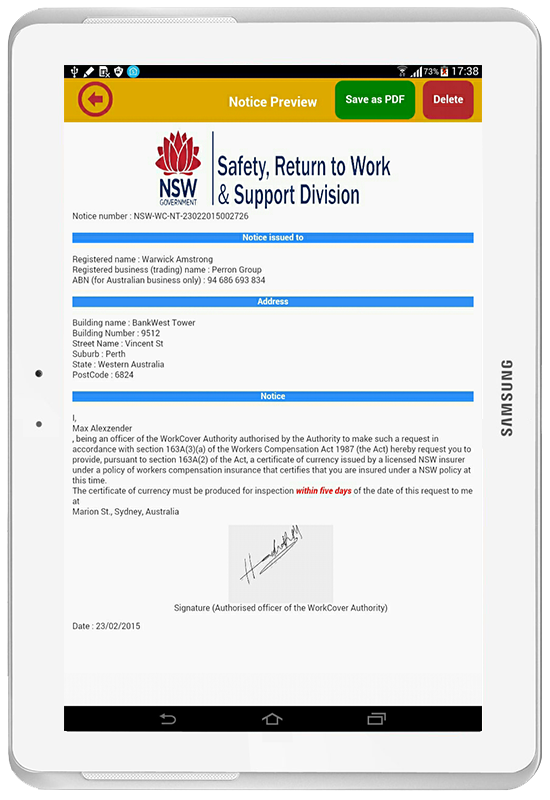 73% 17:38
Notice Preview
Save as PDF
Delete
NSW
GOVERNMENT
Safety, Return to Work
& Support Division
Notice number : NSW-WC-NT-23022015002726
Notice issued to
Registered name : Warwick Amstrong
Registered business (trading) name : Perron Group
ABN (for Australian business only) : 94 686 693 834
Address
Building name : BankWest Tower
Building Number : 9512
Street Name : Vincent St
Suburb : Perth
State : Western Australia
PostCode : 6824
Notice
I,
Max Alexzender
, being an officer of the WorkCover Authority authorised by the Authority to make such a request in
accordance with section 163A(3)(a) of the Workers Compensation Act 1987 (the Act) hereby request you to
provide, pursuant to section 163A(2) of the Act, a certificate of currency issued by a licensed NSW insurer
under a policy of workers compensation insurance that certifies that you are insured under a NSW policy at
this time.
The certificate of currency must be produced for inspection within five days of the date of this request to me
at
Marion St., Sydney, Australia
Signature (Authorised officer of the WorkCover Authority)
Date : 23/02/2015
SAMSUNG